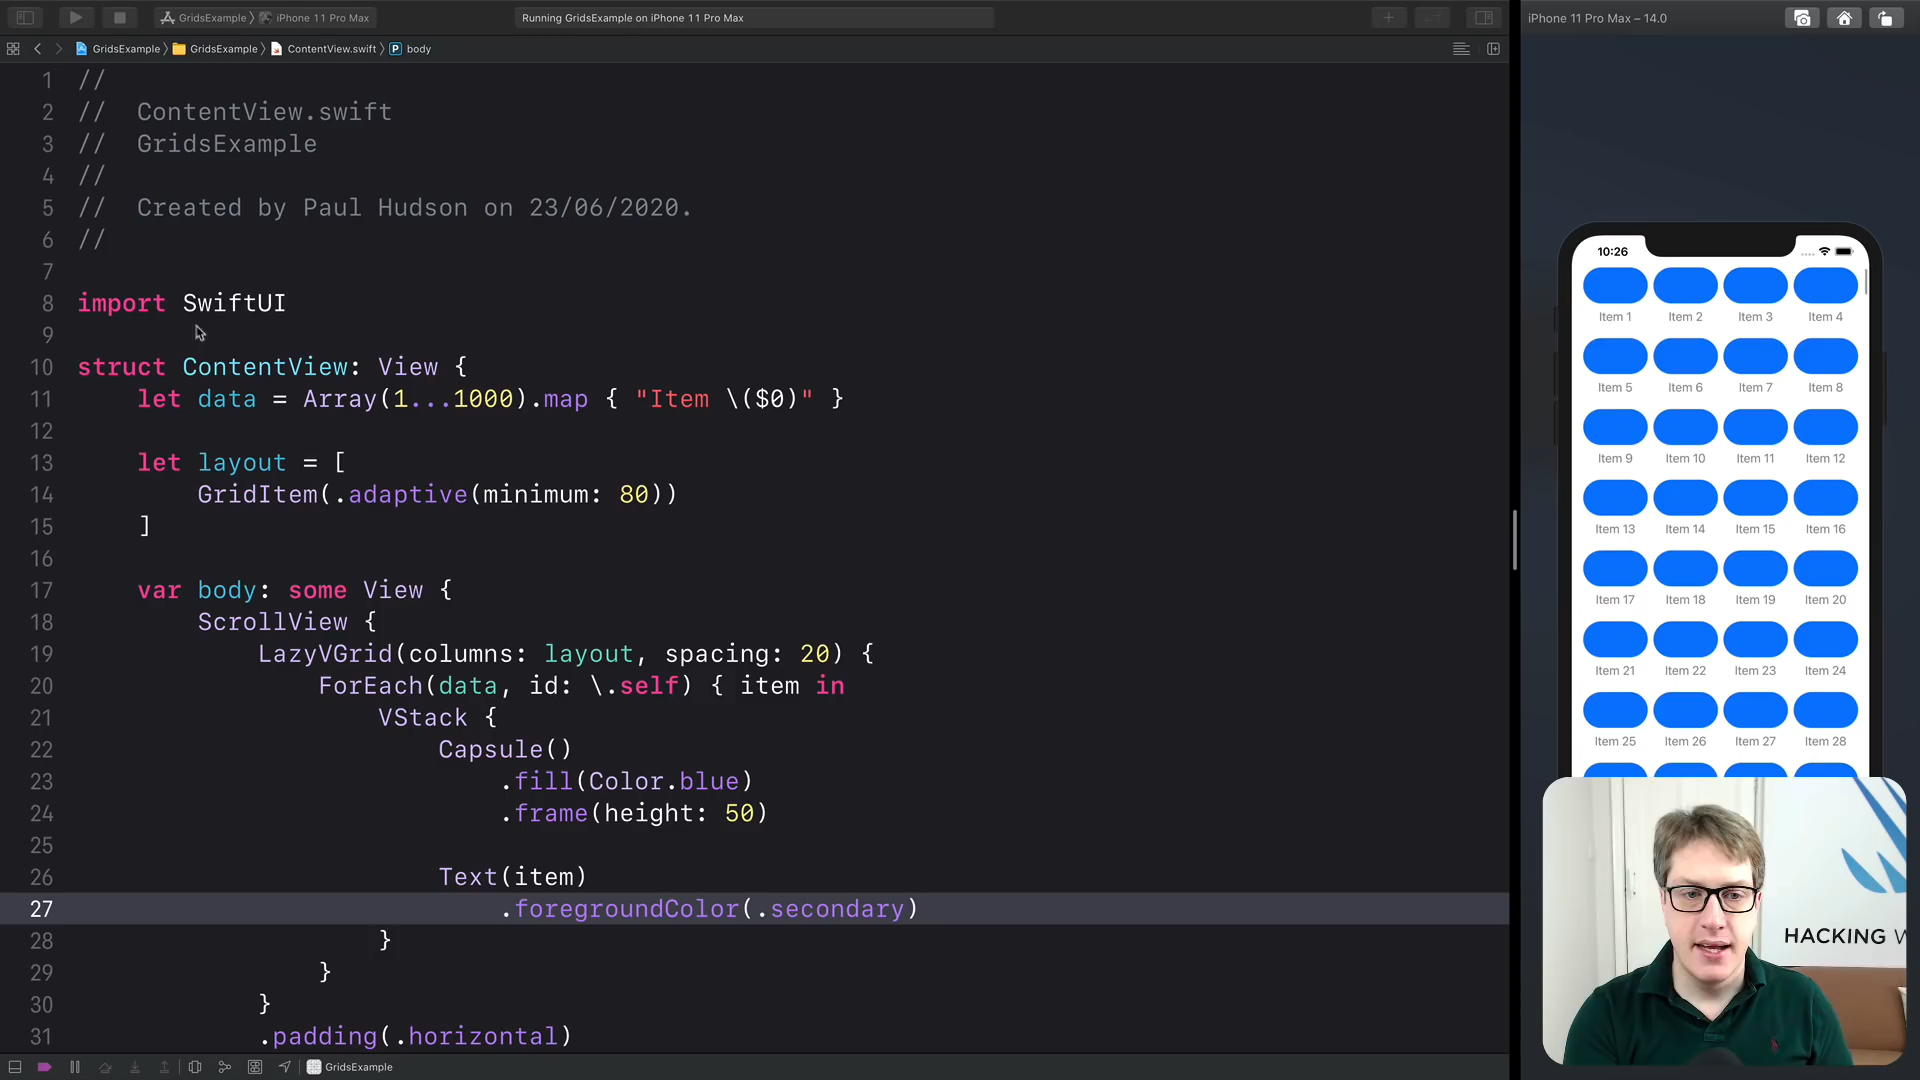 GridsExample 〉 iPhone 11 Pro Max
Running GridsExample on iPhone 11 Pro Max
GridsExample 〉 GridsExample 〉 ContentView.swift 〉 P body
1 //
2 //  ContentView.swift
3 //  GridsExample
4 //
5 //  Created by Paul Hudson on 23/06/2020.
6 //
7
8 import SwiftUI
9
10 struct ContentView: View {
11     let data = Array(1...1000).map { "Item \($0)" }
12
13     let layout = [
14         GridItem(.adaptive(minimum: 80))
15     ]
16
17     var body: some View {
18         ScrollView {
19             LazyVGrid(columns: layout, spacing: 20) {
20                 ForEach(data, id: \.self) { item in
21                     VStack {
22                         Capsule()
23                             .fill(Color.blue)
24                             .frame(height: 50)
25
26                         Text(item)
27                             .foregroundColor(.secondary)
28                     }
29                 }
30             }
31             .padding(.horizontal)
GridsExample
iPhone 11 Pro Max – 14.0
10:26
Item 1 Item 2 Item 3 Item 4
Item 5 Item 6 Item 7 Item 8
Item 9 Item 10 Item 11 Item 12
Item 13 Item 14 Item 15 Item 16
Item 17 Item 18 Item 19 Item 20
Item 21 Item 22 Item 23 Item 24
Item 25 Item 26 Item 27 Item 28
HACKING W